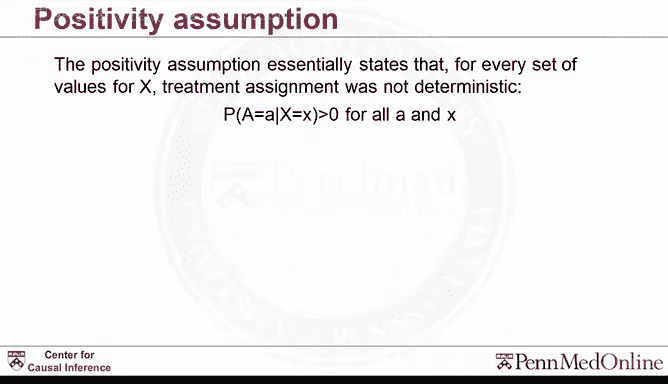 Positivity assumption
The positivity assumption essentially states that, for every set of
values for X, treatment assignment was not deterministic:
P(A=a|X=x)>0 for all a and x
Center for
Causal Inference
PennMedOnline